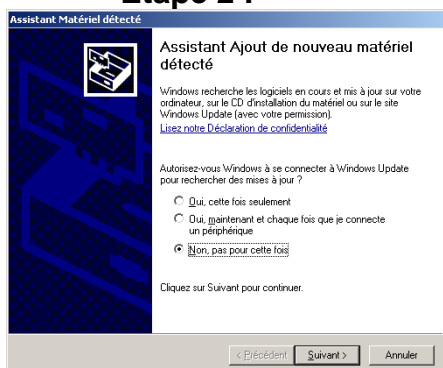 Étape 2 :
Assistant Matériel détecté
Assistant Ajout de nouveau matériel
détecté
Windows recherche les logiciels en cours et mis à jour sur votre
ordinateur, sur le CD d'installation du matériel ou sur le site
Windows Update (avec votre permission).
Lisez notre Déclaration de confidentialité
Autorisez-vous Windows à se connecter à Windows Update
pour rechercher des mises à jour ?
Oui, cette fois seulement
Oui, maintenant et chaque fois que je connecte
un périphérique
Non, pas pour cette fois
Cliquez sur Suivant pour continuer.
< Précédent
Suivant >
Annuler